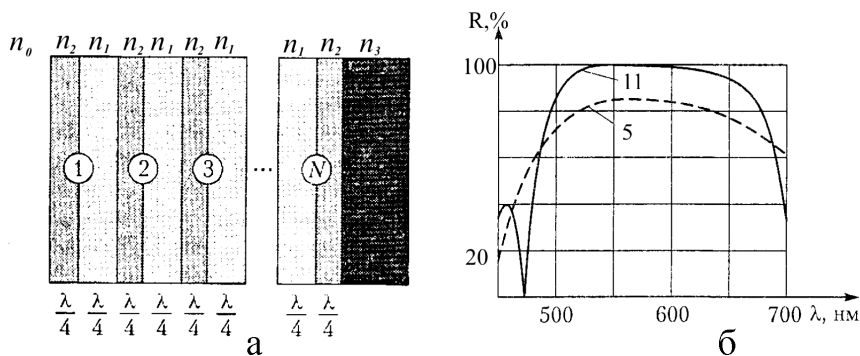 n₀ n₂ n₁ n₂ n₁ n₂ n₁ n₁ n₂ n₃
1 2 3 ... N
λ/4 λ/4 λ/4 λ/4 λ/4 λ/4 λ/4 λ/4
а
R,%
100
11
5
20
500 600 700 λ, нм
б